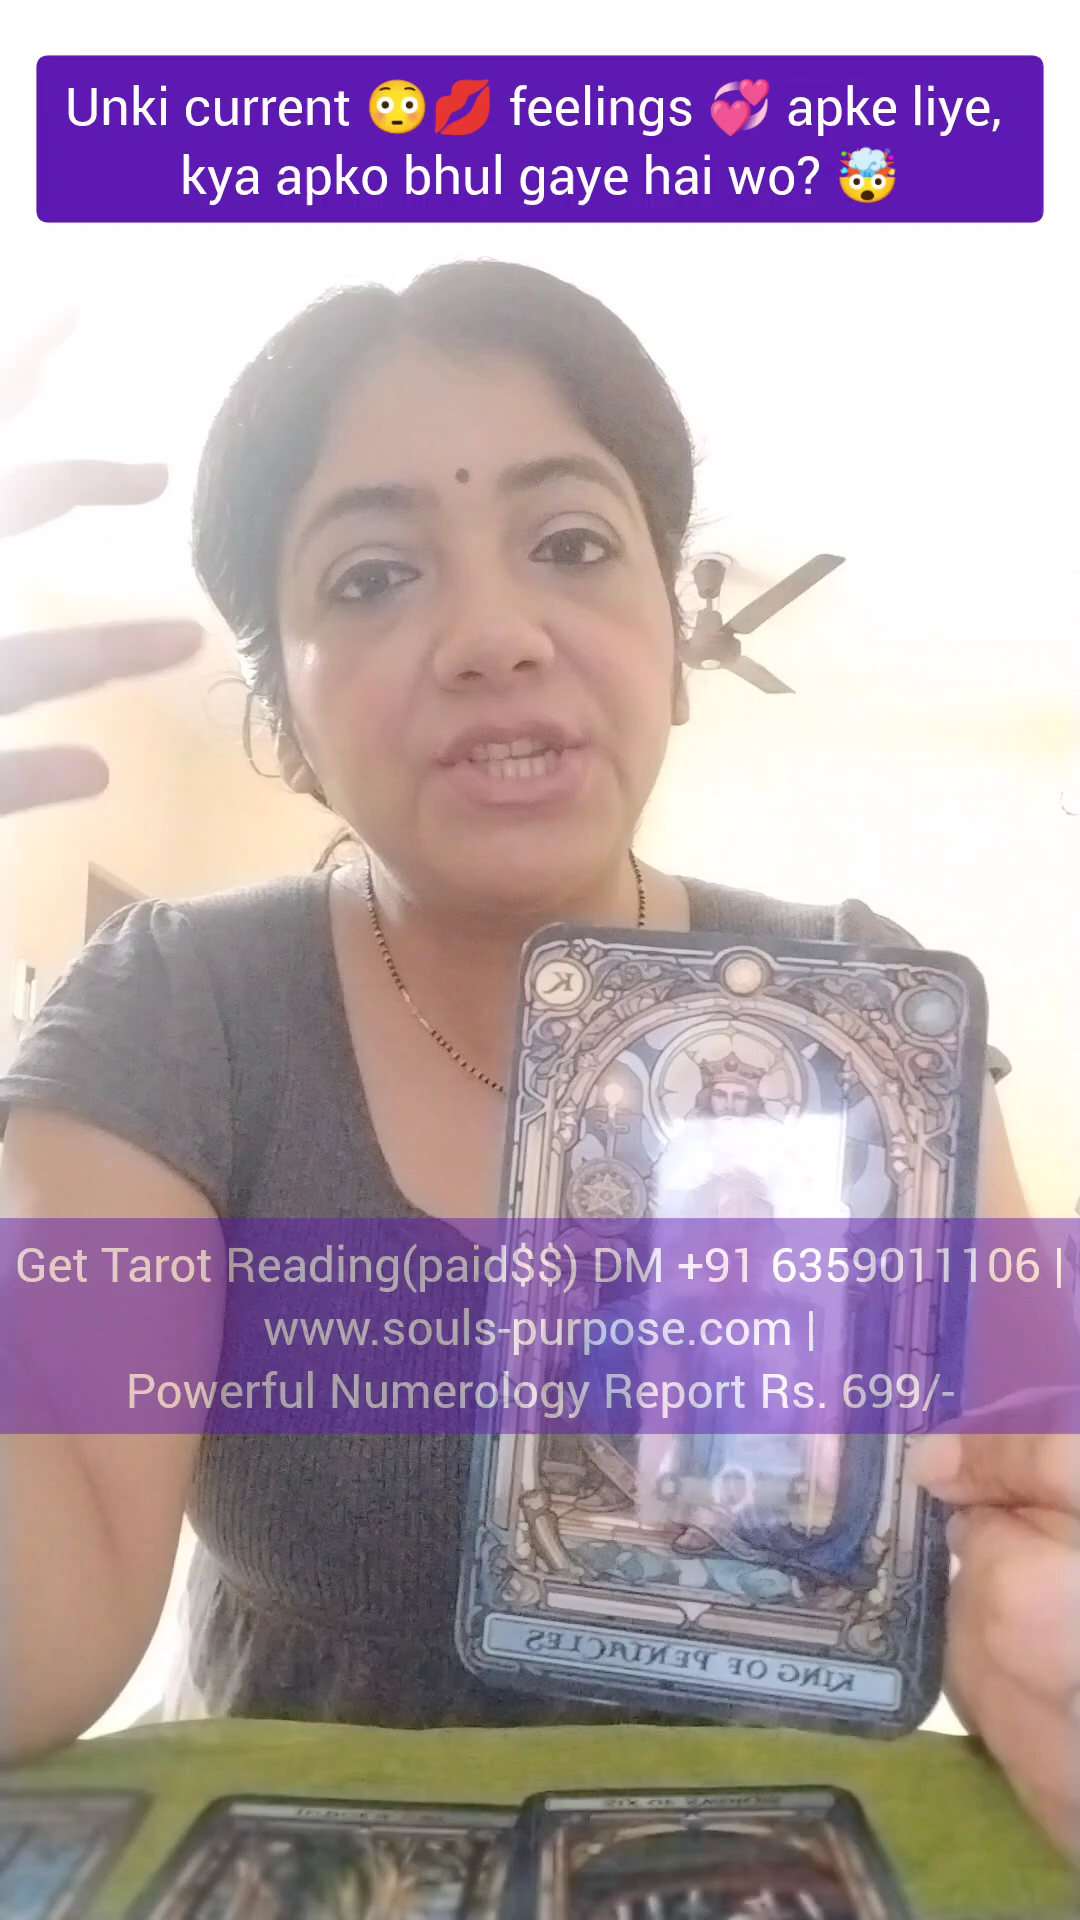 Unki current 😳💋 feelings 💞 apke liye,
kya apko bhul gaye hai wo? 🤯
K
Get Tarot Reading(paid$$) DM +91 6359011106 |
www.souls-purpose.com |
Powerful Numerology Report Rs. 699/-
KING OF PENTACLES